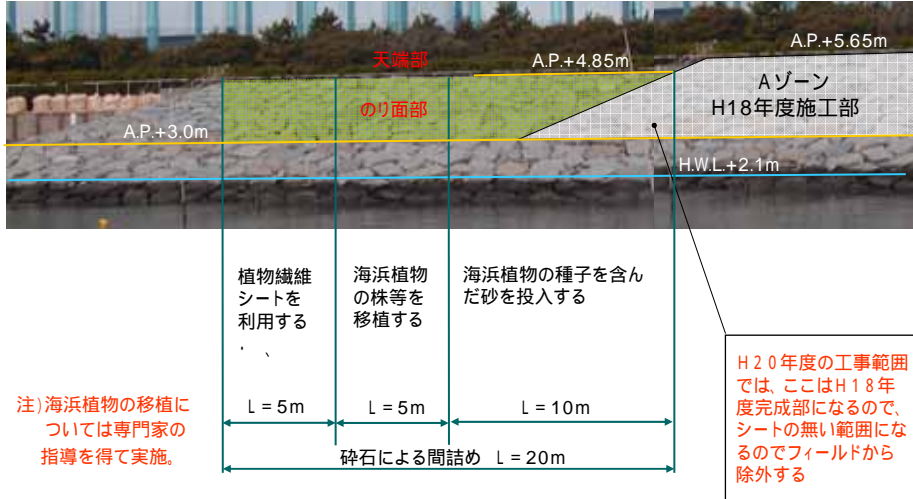 A.P.+5.65m
天端部
A.P.+4.85m
Aゾーン
H18年度施工部
のり面部
A.P.+3.0m
H.W.L.+2.1m
植物繊維
シートを
利用する
・ 、
海浜植物
の株等を
移植する
海浜植物の種子を含ん
だ砂を投入する
H20年度の工事範囲
では、ここはH18年
度完成部になるので、
シートの無い範囲にな
るのでフィールドから
除外する
注)海浜植物の移植に
ついては専門家の
指導を得て実施。
L=5m
L=5m
L=10m
砕石による間詰め L=20m